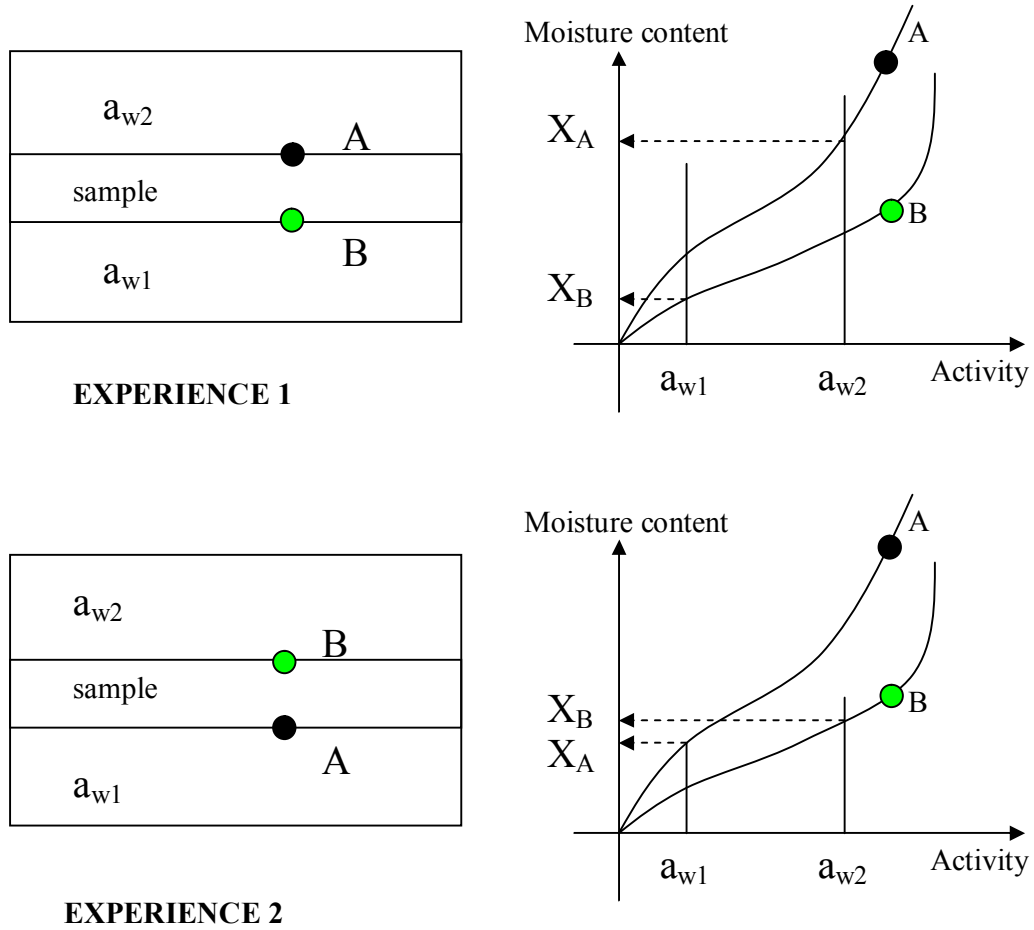 Moisture content
A
a_w2
A
X_A
sample
B
B
a_w1
X_B
a_w1
a_w2
Activity
EXPERIENCE 1
Moisture content
A
a_w2
B
sample
X_B
B
X_A
A
a_w1
a_w1
a_w2
Activity
EXPERIENCE 2